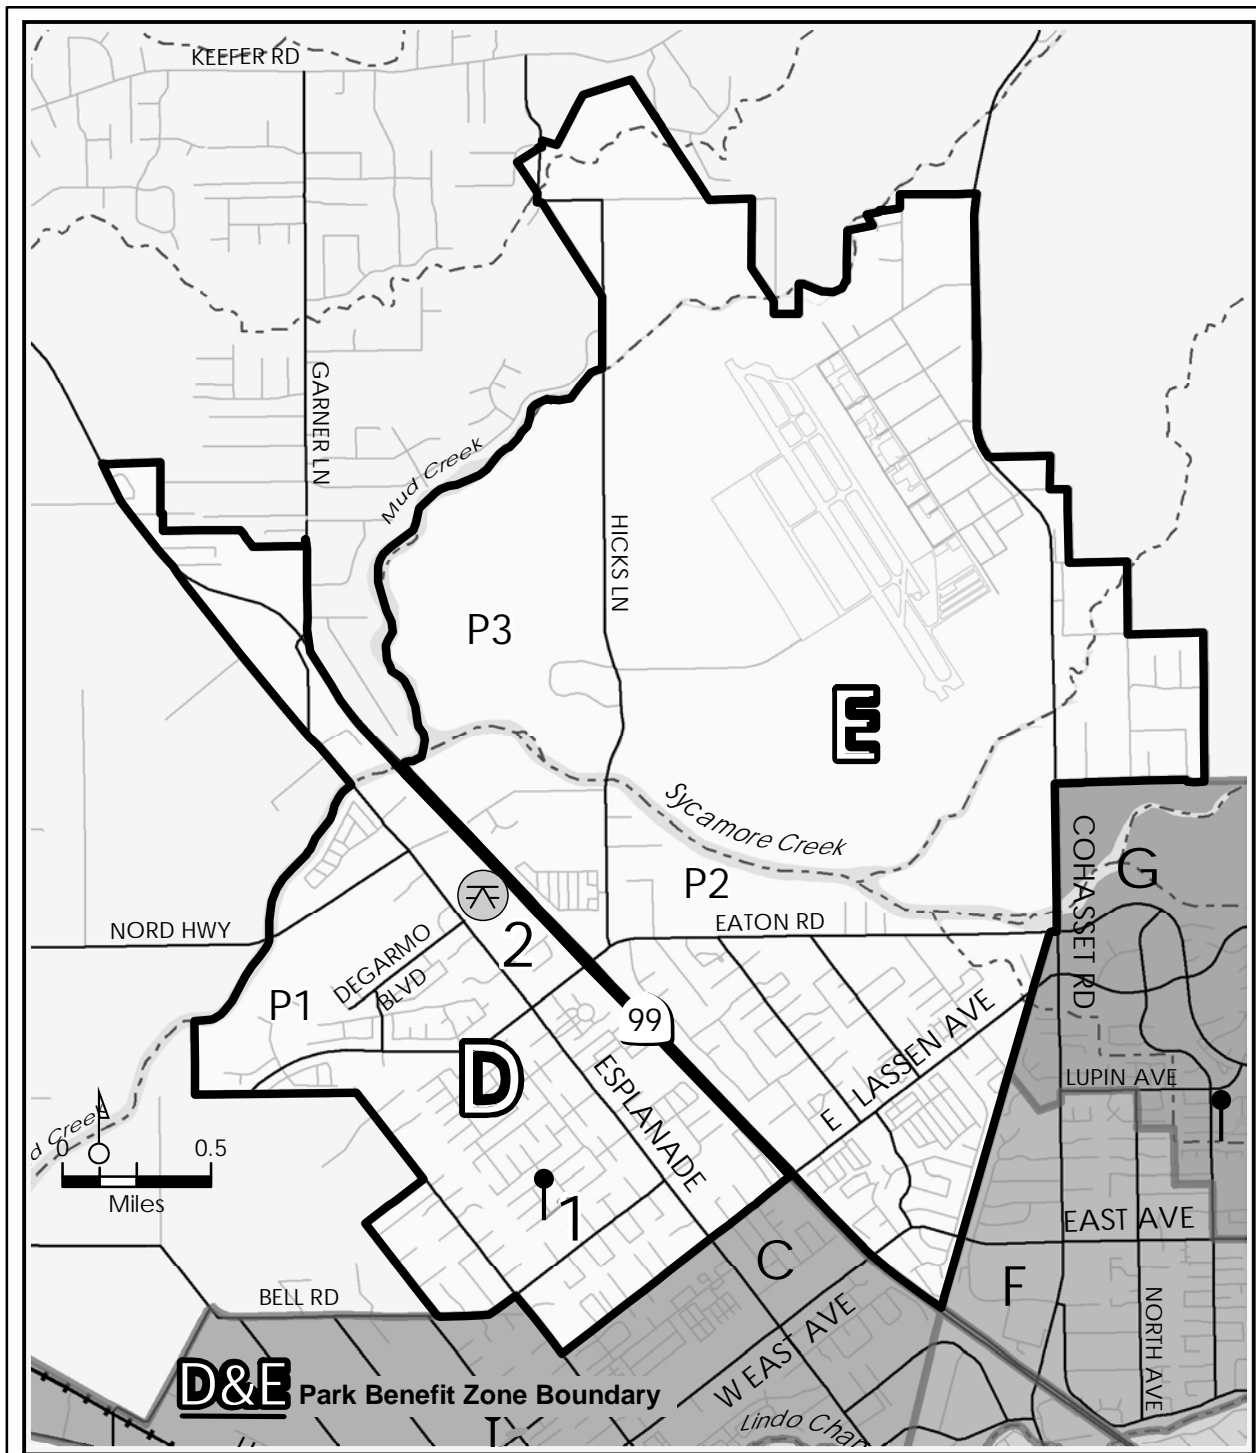 KEEFER RD
GARNER LN
Mud Creek
HICKS LN
P3
E
Sycamore Creek
P2
EATON RD
COHASSET RD
G
NORD HWY
2
DEGARMO
BLVD
P1
99
E LASSEN AVE
D
ESPLANADE
LUPIN AVE
0 0.5
Miles
1
EAST AVE
C
F
BELL RD
W EAST AVE
NORTH AVE
D&E Park Benefit Zone Boundary